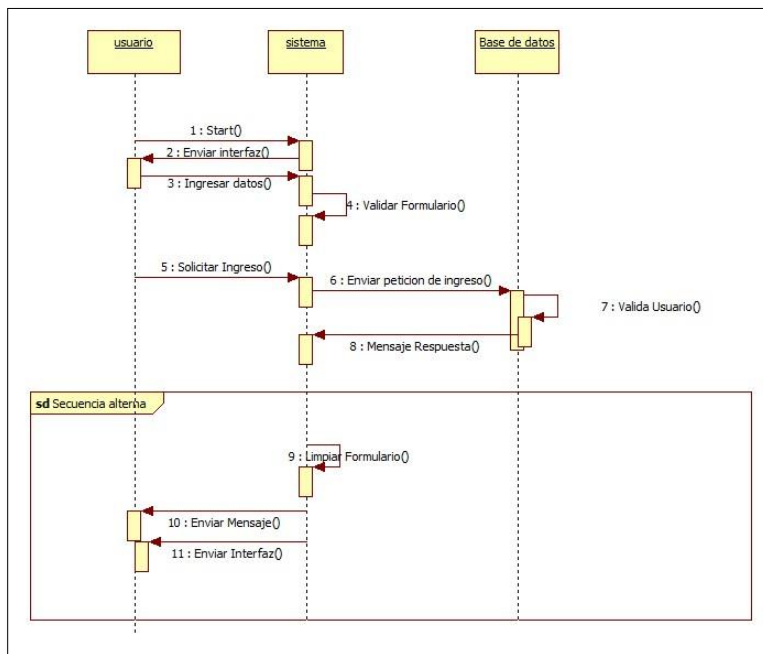 usuario
sistema
Base de datos
1 : Start()
2 : Enviar interfaz()
3 : Ingresar datos()
4 : Validar Formulario()
5 : Solicitar Ingreso()
6 : Enviar peticion de ingreso()
7 : Valida Usuario()
8 : Mensaje Respuesta()
sd Secuencia alterna
9 : Limpiar Formulario()
10 : Enviar Mensaje()
11 : Enviar Interfaz()